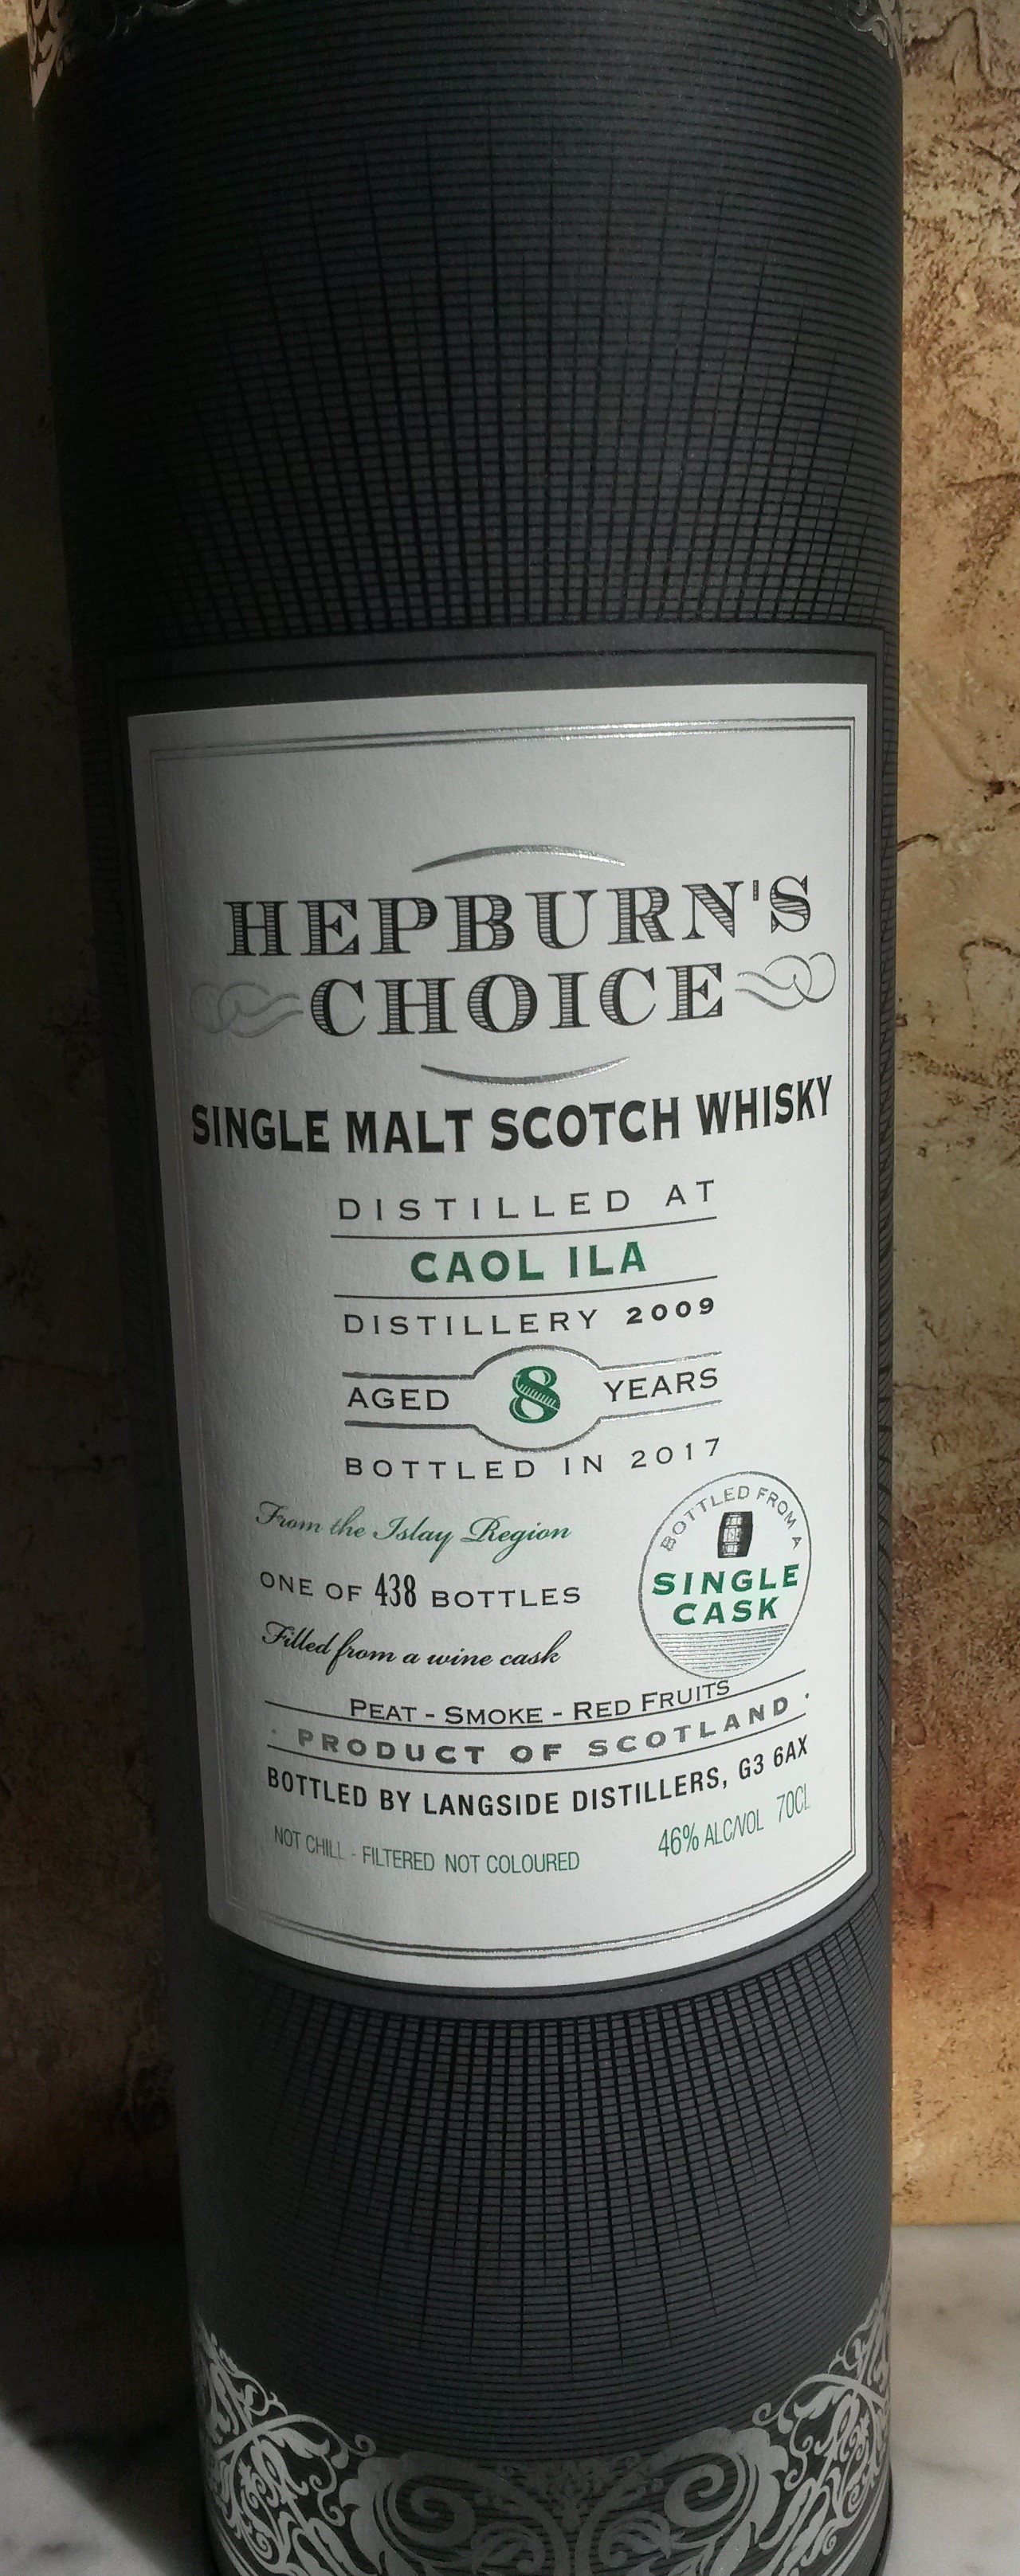 HEPBURN'S
CHOICE
SINGLE MALT SCOTCH WHISKY
DISTILLED AT
CAOL ILA
DISTILLERY 2009
AGED 8 YEARS
BOTTLED IN 2017
From the Islay Region
ONE OF 438 BOTTLES
Filled from a wine cask
BOTTLED FROM A
SINGLE
CASK
PEAT - SMOKE - RED FRUITS
· PRODUCT OF SCOTLAND ·
BOTTLED BY LANGSIDE DISTILLERS, G3 6AX
NOT CHILL - FILTERED NOT COLOURED 46% ALC/VOL 70CL